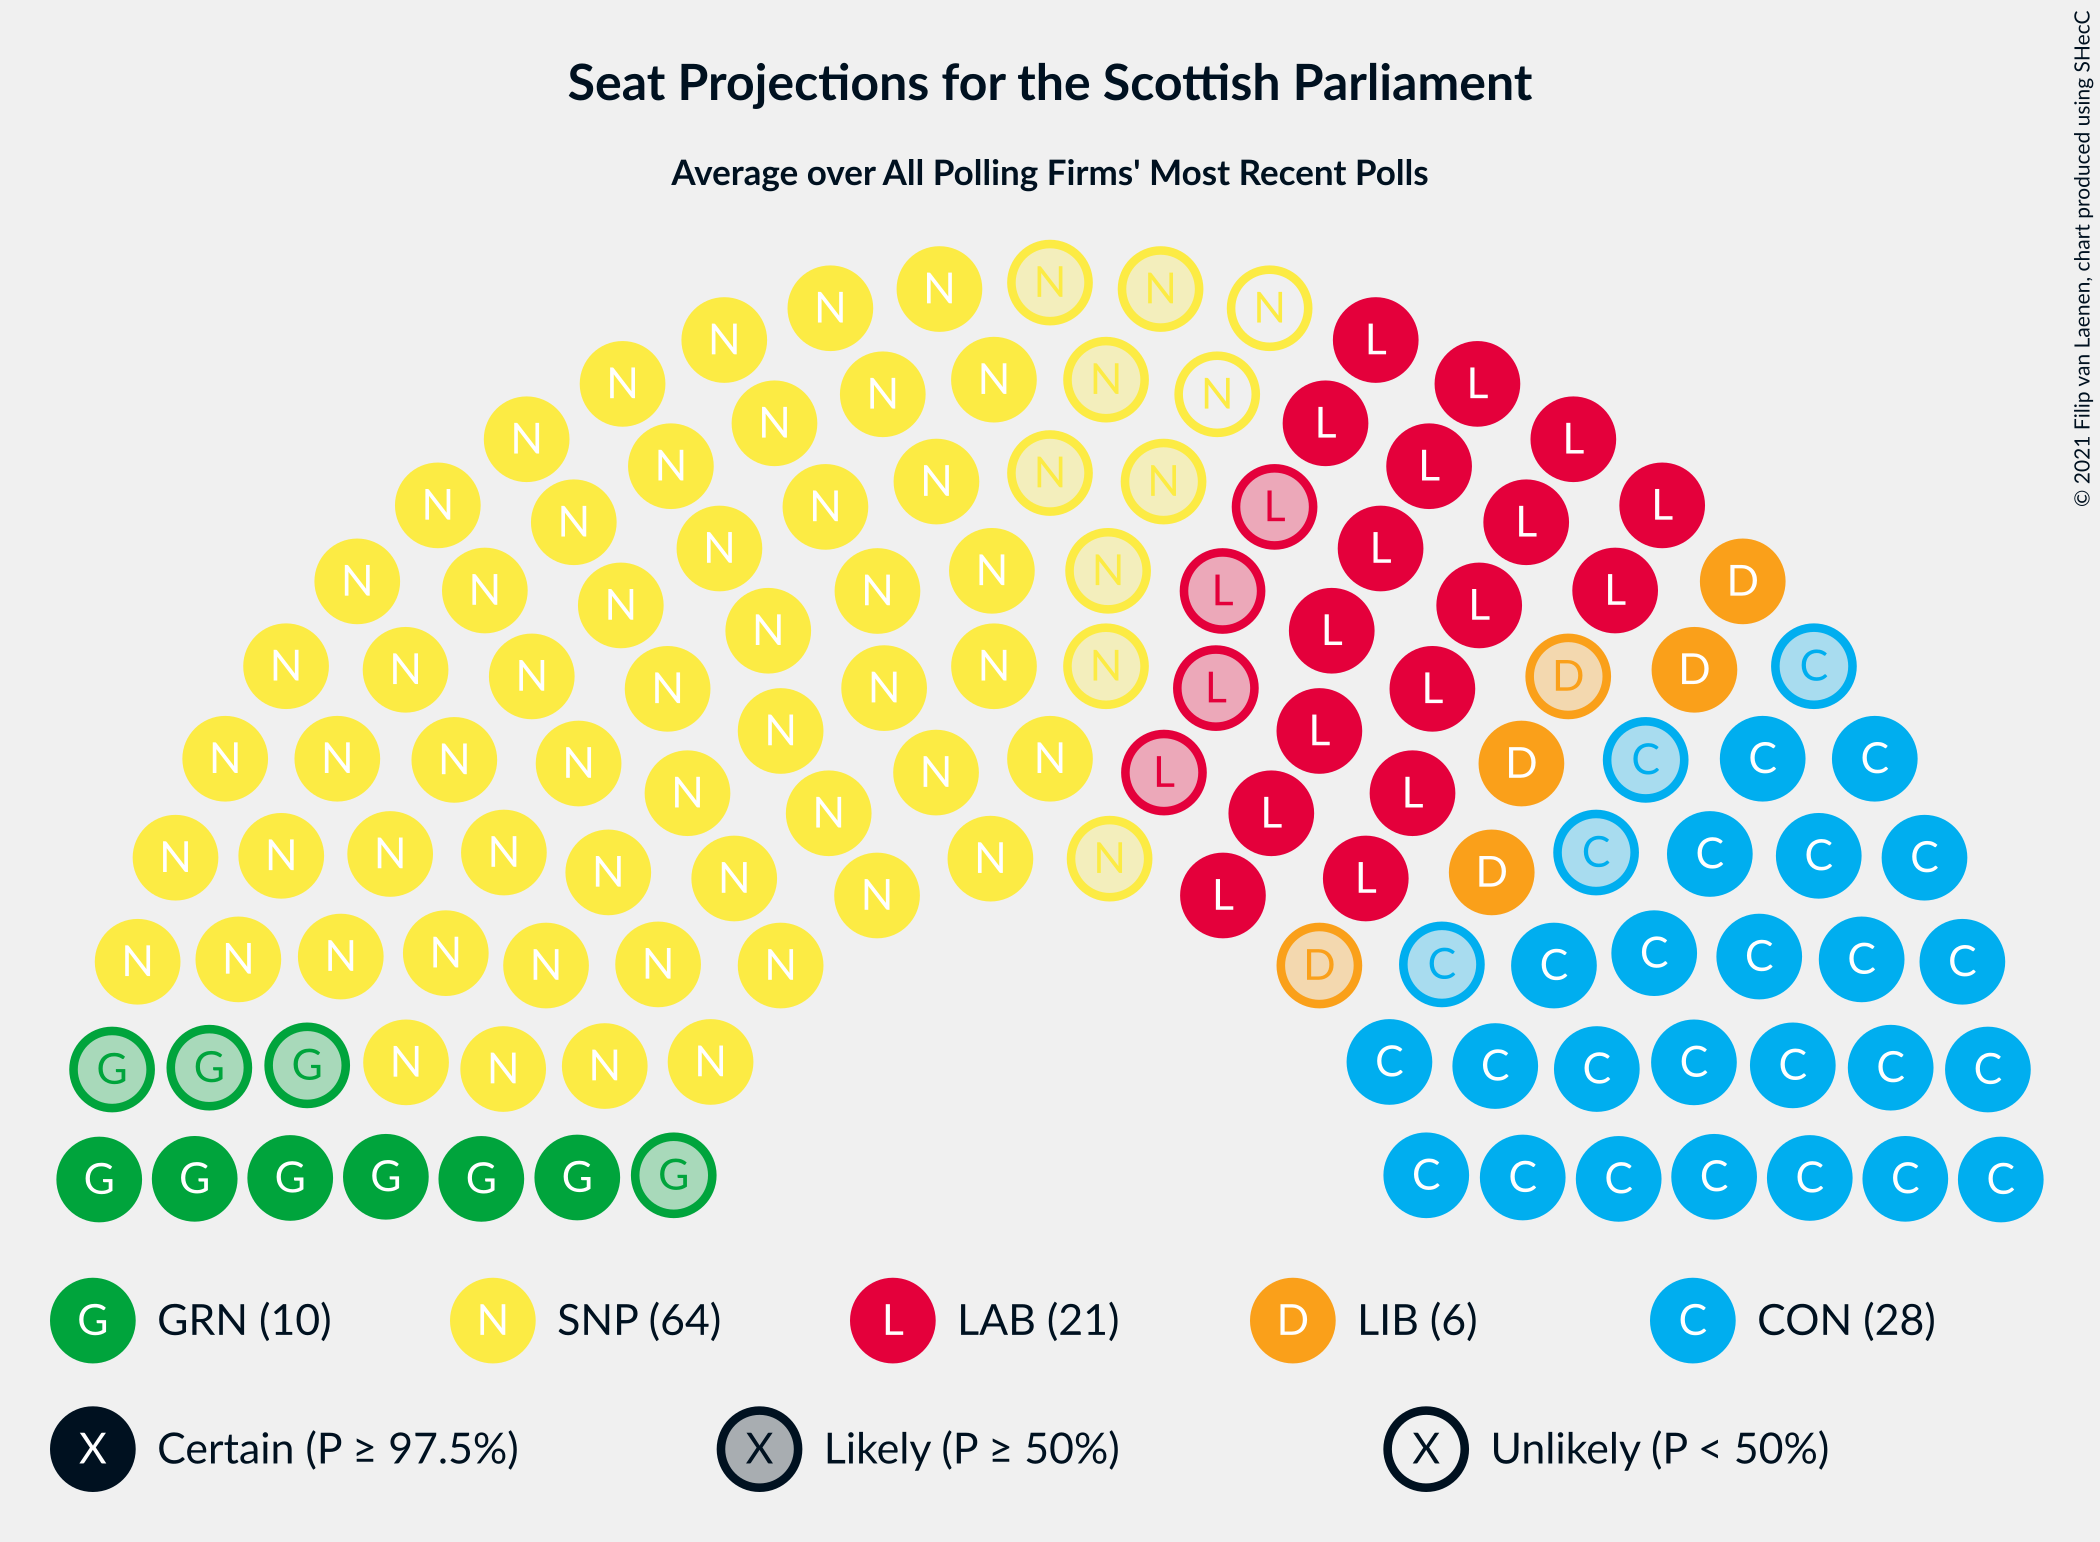 Seat Projections for the Scottish Parliament
Average over All Polling Firms' Most Recent Polls
© 2021 Filip van Laenen, chart produced using SHecC
N N N N N
N N L L
N N N N N L L L
N N N N N L L L
N N N N L L L
N N N N L L D
N N N N L L D D C
N N N N L L D C C C
N N N N N N L L C C C C
N N N N N N N N N L L D C C C C
N N N N N N N D C C C C C C
G G G N N N N C C C C C C C
G G G G G G G C C C C C C C
G GRN (10) N SNP (64) L LAB (21) D LIB (6) C CON (28)
X Certain (P ≥ 97.5%) X Likely (P ≥ 50%) X Unlikely (P < 50%)